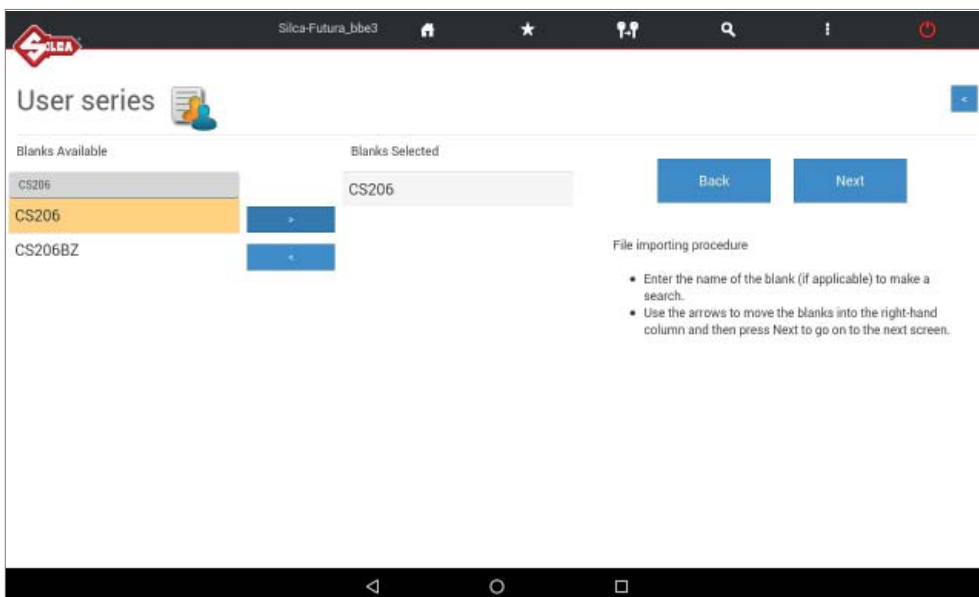 SILCA
Silca-Futura_bbe3
User series
<
Blanks Available
Blanks Selected
CS206
CS206
CS206
CS206BZ
>
<
Back
Next
File importing procedure
• Enter the name of the blank (if applicable) to make a
search.
• Use the arrows to move the blanks into the right-hand
column and then press Next to go on to the next screen.